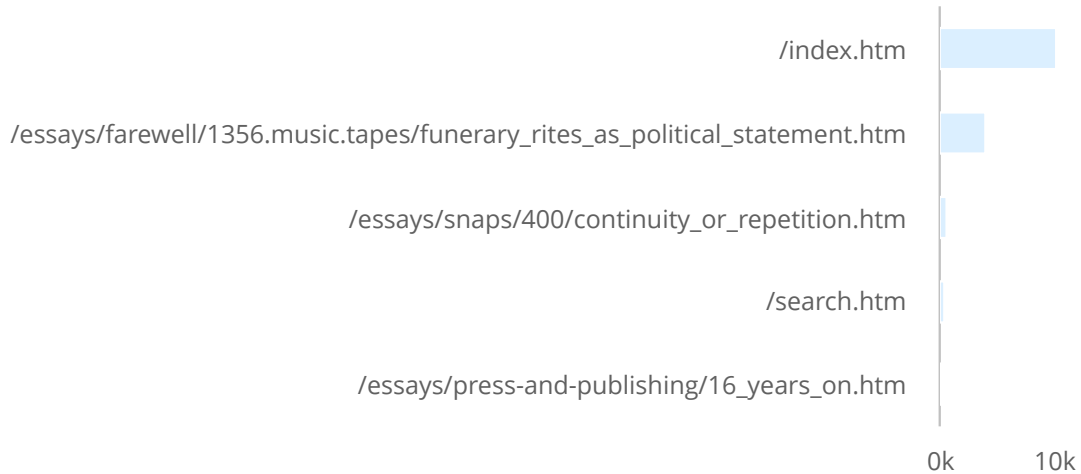 /index.htm
/essays/farewell/1356.music.tapes/funerary_rites_as_political_statement.htm
/essays/snaps/400/continuity_or_repetition.htm
/search.htm
/essays/press-and-publishing/16_years_on.htm
0k 10k